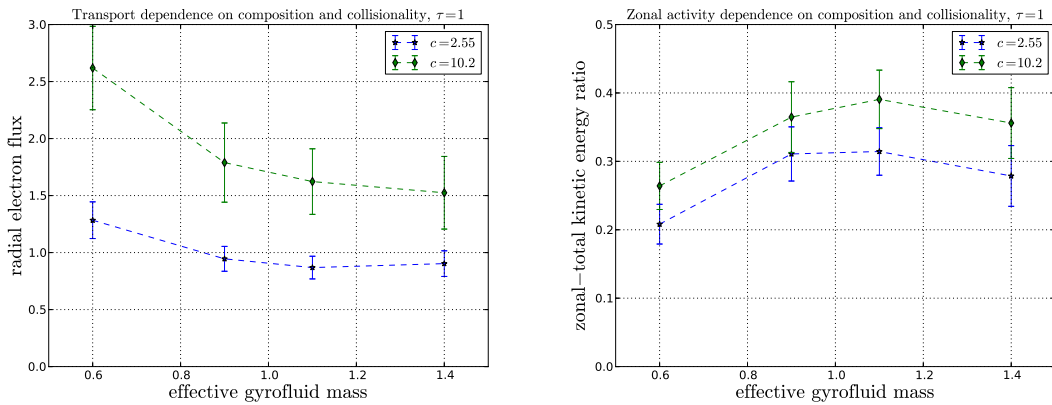 Transport dependence on composition and collisionality, τ=1
radial electron flux
3.0
2.5
2.0
1.5
1.0
0.5
0.0
c=2.55
c=10.2
0.6 0.8 1.0 1.2 1.4
effective gyrofluid mass
Zonal activity dependence on composition and collisionality, τ=1
zonal−total kinetic energy ratio
0.5
0.4
0.3
0.2
0.1
0.0
c=2.55
c=10.2
0.6 0.8 1.0 1.2 1.4
effective gyrofluid mass